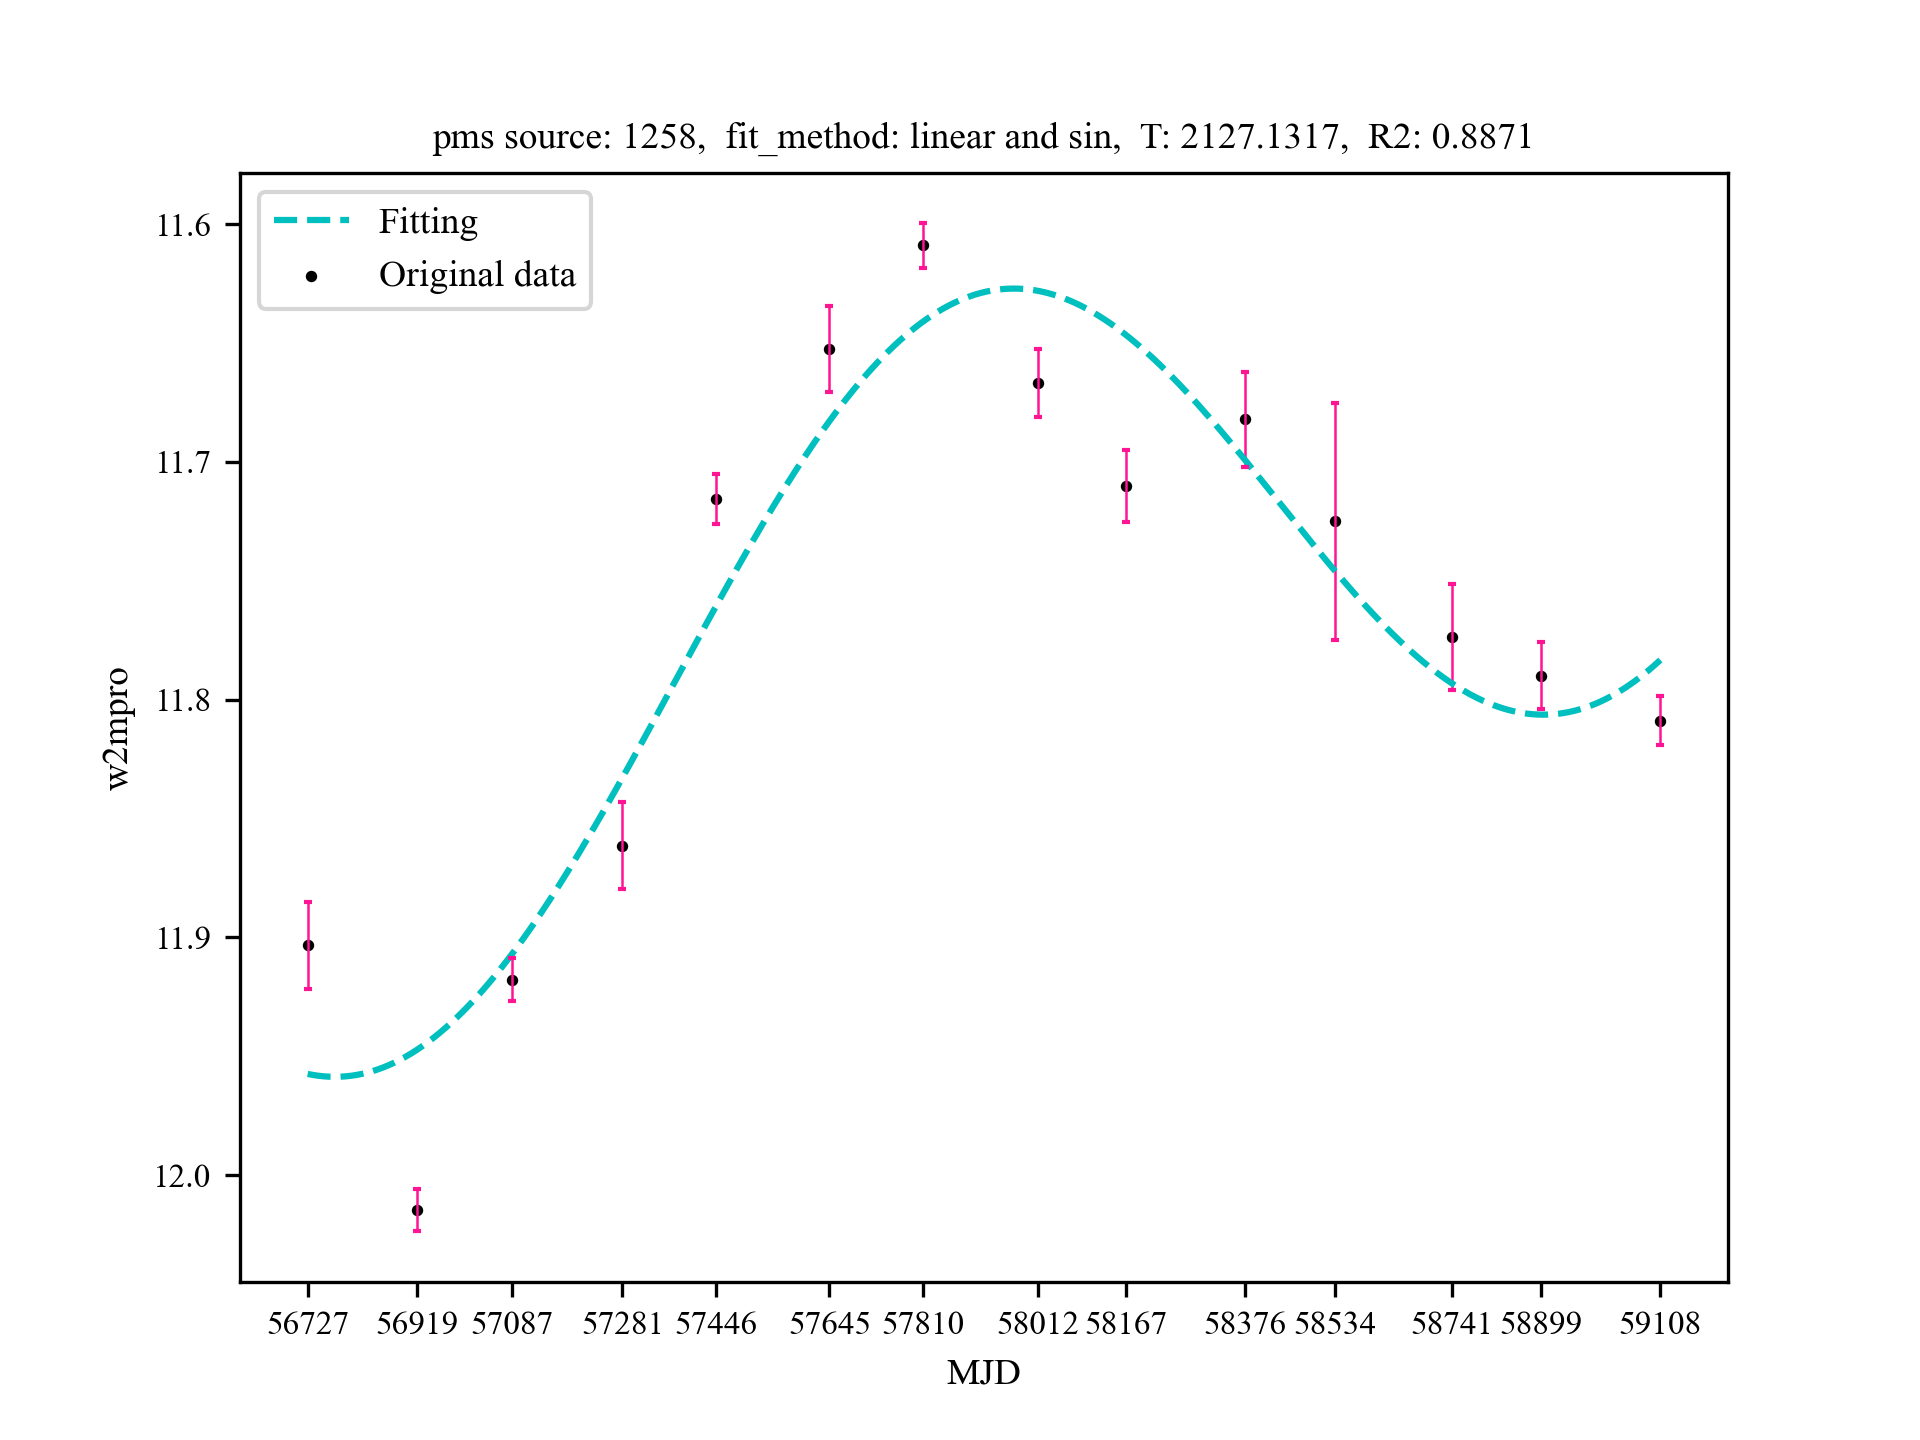 pms source: 1258,  fit_method: linear and sin,  T: 2127.1317,  R2: 0.8871
Fitting
Original data
11.6
11.7
11.8
11.9
12.0
w2mpro
56727 56919 57087 57281 57446 57645 57810 58012 58167 58376 58534 58741 58899 59108
MJD